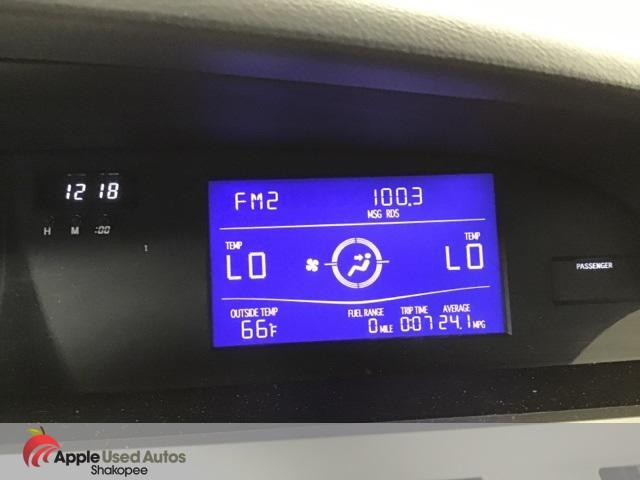 12 18
H M :00
FM2 100.3
MSG RDS
TEMP LO
TEMP LO
PASSENGER
OUTSIDE TEMP 66°F
FUEL RANGE 0 MILE
TRIP TIME 0:07
AVERAGE 24.1 MPG
Apple Used Autos
Shakopee